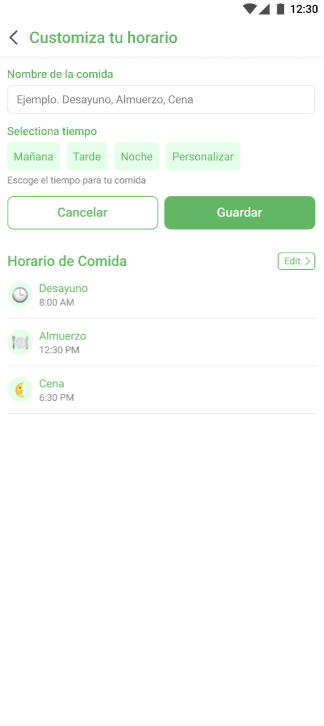 12:30
Customiza tu horario
Nombre de la comida
Ejemplo. Desayuno, Almuerzo, Cena
Selectiona tiempo
Mañana Tarde Noche Personalizar
Escoge el tiempo para tu comida
Cancelar Guardar
Horario de Comida Edit
Desayuno
8:00 AM
Almuerzo
12:30 PM
Cena
6:30 PM